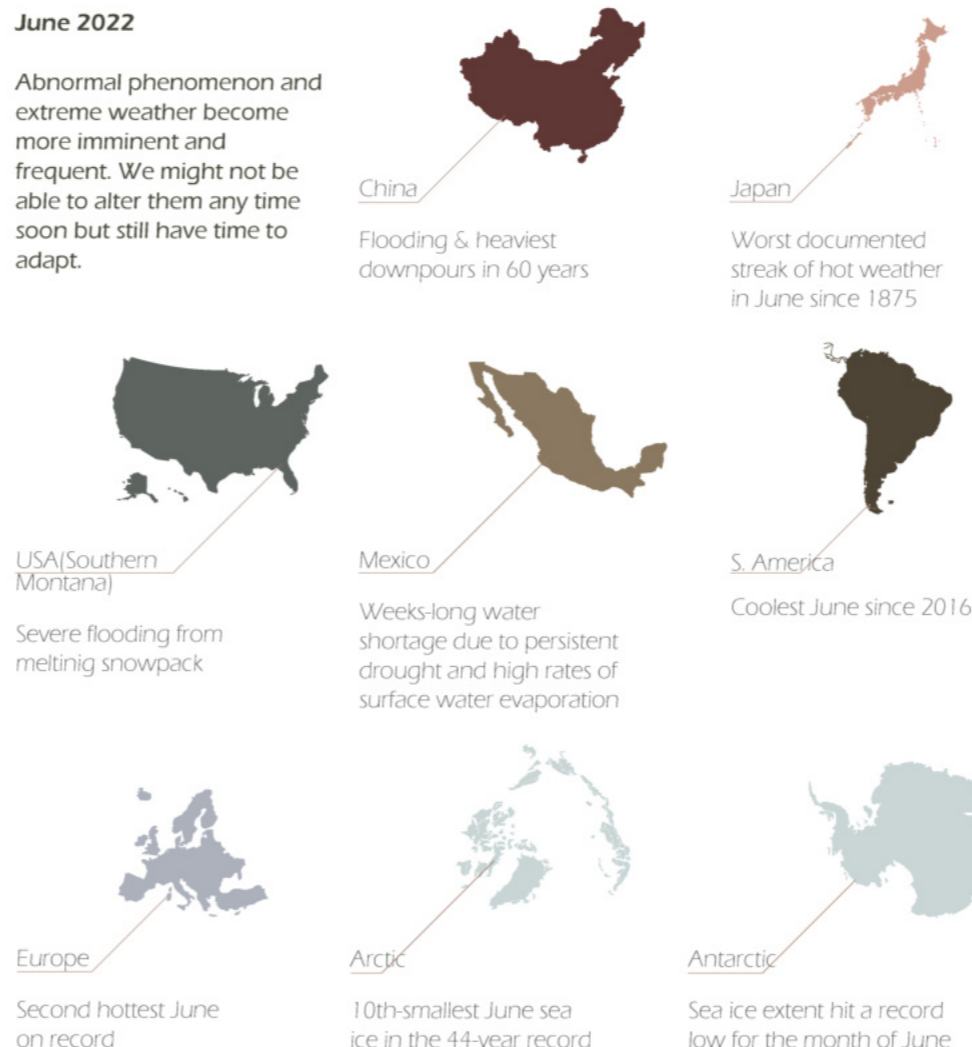 June 2022
Abnormal phenomenon and
extreme weather become
more imminent and
frequent. We might not be
able to alter them any time
soon but still have time to
adapt.
China
Flooding & heaviest
downpours in 60 years
Japan
Worst documented
streak of hot weather
in June since 1875
USA(Southern
Montana)
Severe flooding from
meltinig snowpack
Mexico
Weeks-long water
shortage due to persistent
drought and high rates of
surface water evaporation
S. America
Coolest June since 2016
Europe
Second hottest June
on record
Arctic
10th-smallest June sea
ice in the 44-year record
Antarctic
Sea ice extent hit a record
low for the month of June